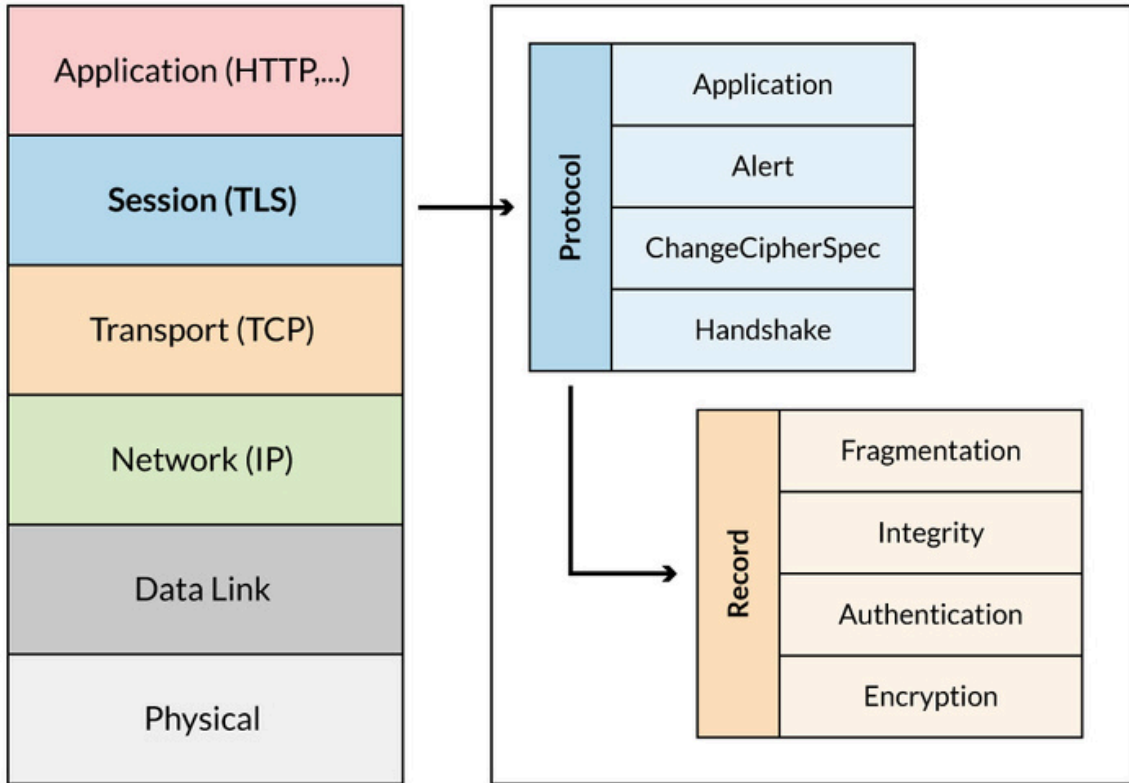 Application (HTTP,...)
Session (TLS)
Transport (TCP)
Network (IP)
Data Link
Physical
Protocol
Application
Alert
ChangeCipherSpec
Handshake
Record
Fragmentation
Integrity
Authentication
Encryption